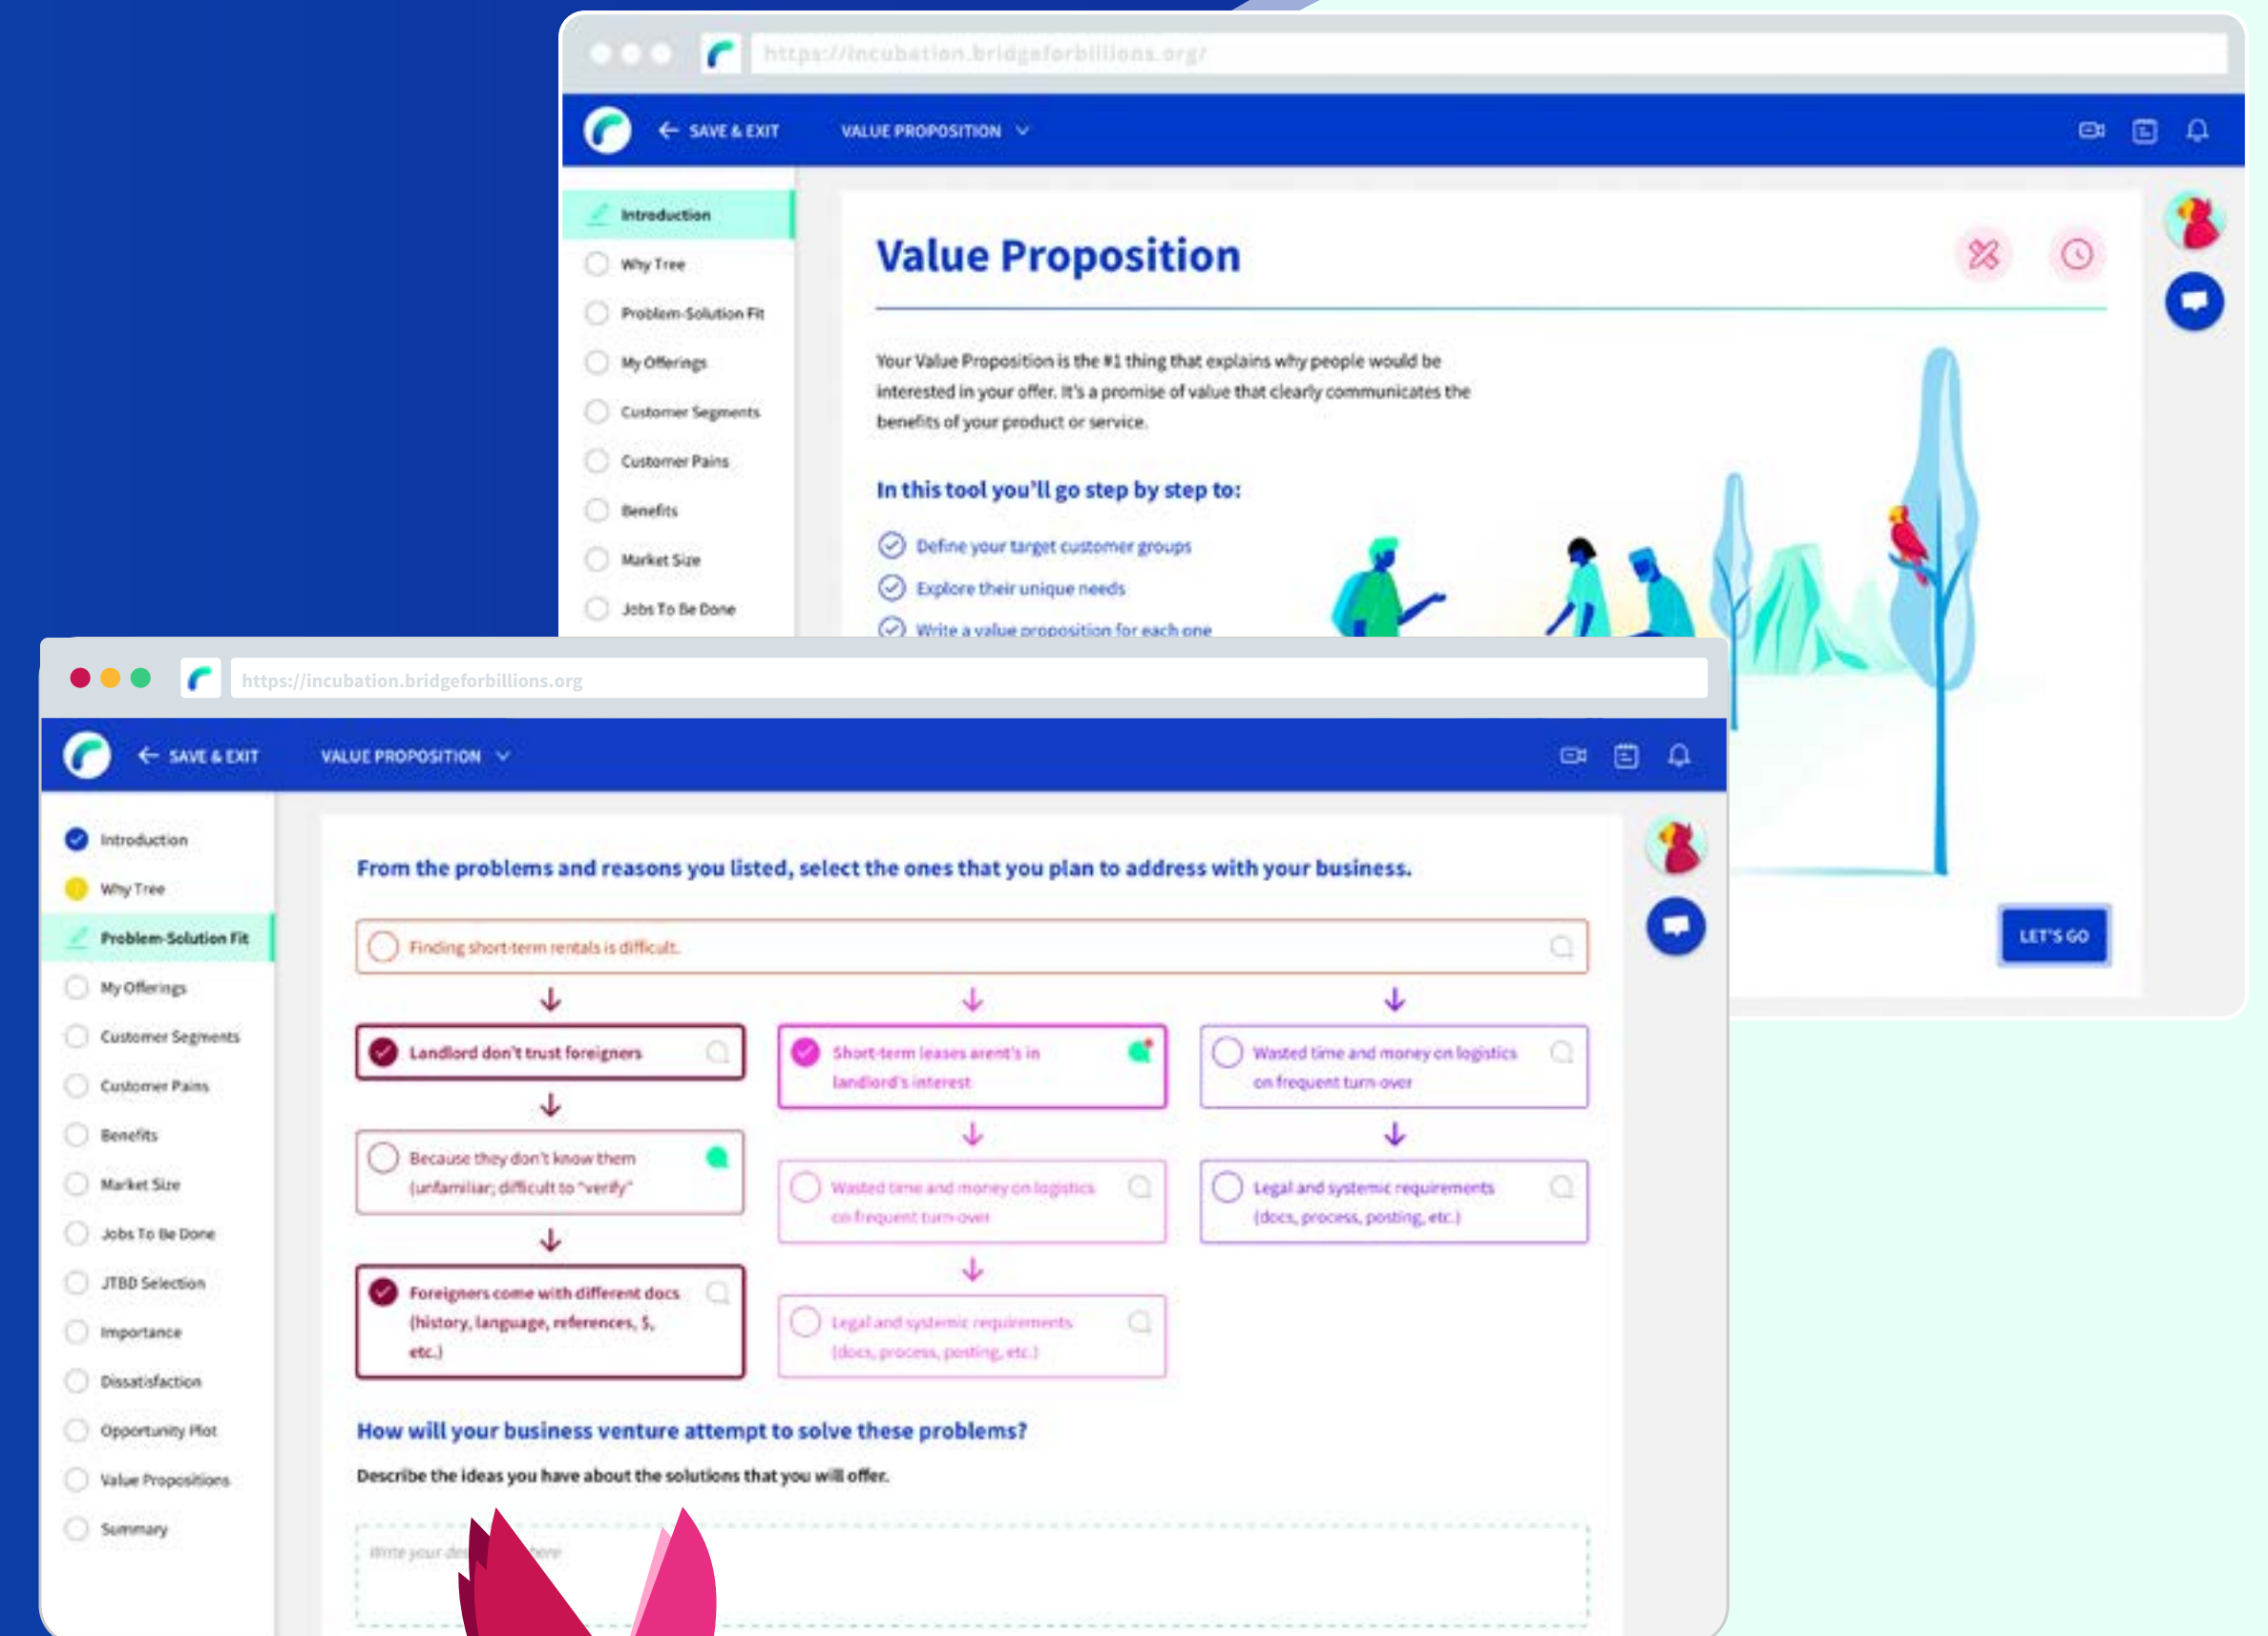 https://incubation.bridgeforbillions.org/
SAVE & EXIT
VALUE PROPOSITION
Introduction
Why Tree
Problem-Solution Fit
My Offerings
Customer Segments
Customer Pains
Benefits
Market Size
Jobs To Be Done
Value Proposition
Your Value Proposition is the #1 thing that explains why people would be
interested in your offer. It's a promise of value that clearly communicates the
benefits of your product or service.
In this tool you'll go step by step to:
Define your target customer groups
Explore their unique needs
Write a value proposition for each one
LET'S GO
https://incubation.bridgeforbillions.org
SAVE & EXIT
VALUE PROPOSITION
Introduction
Why Tree
Problem-Solution Fit
My Offerings
Customer Segments
Customer Pains
Benefits
Market Size
Jobs To Be Done
JTBD Selection
Importance
Dissatisfaction
Opportunity Plot
Value Propositions
Summary
From the problems and reasons you listed, select the ones that you plan to address with your business.
Finding short-term rentals is difficult.
Landlord don't trust foreigners
Because they don't know them
(unfamiliar; difficult to "verify"
Foreigners come with different docs
(history, language, references, $,
etc.)
Short-term leases arent's in
landlord's interest
Wasted time and money on logistics
on frequent turn-over
Legal and systemic requirements
(docs, process, posting, etc.)
Wasted time and money on logistics
on frequent turn-over
Legal and systemic requirements
(docs, process, posting, etc.)
How will your business venture attempt to solve these problems?
Describe the ideas you have about the solutions that you will offer.
Write your here